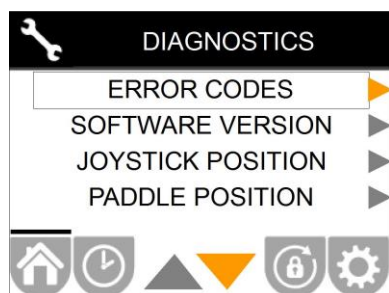 DIAGNOSTICS
ERROR CODES
SOFTWARE VERSION
JOYSTICK POSITION
PADDLE POSITION